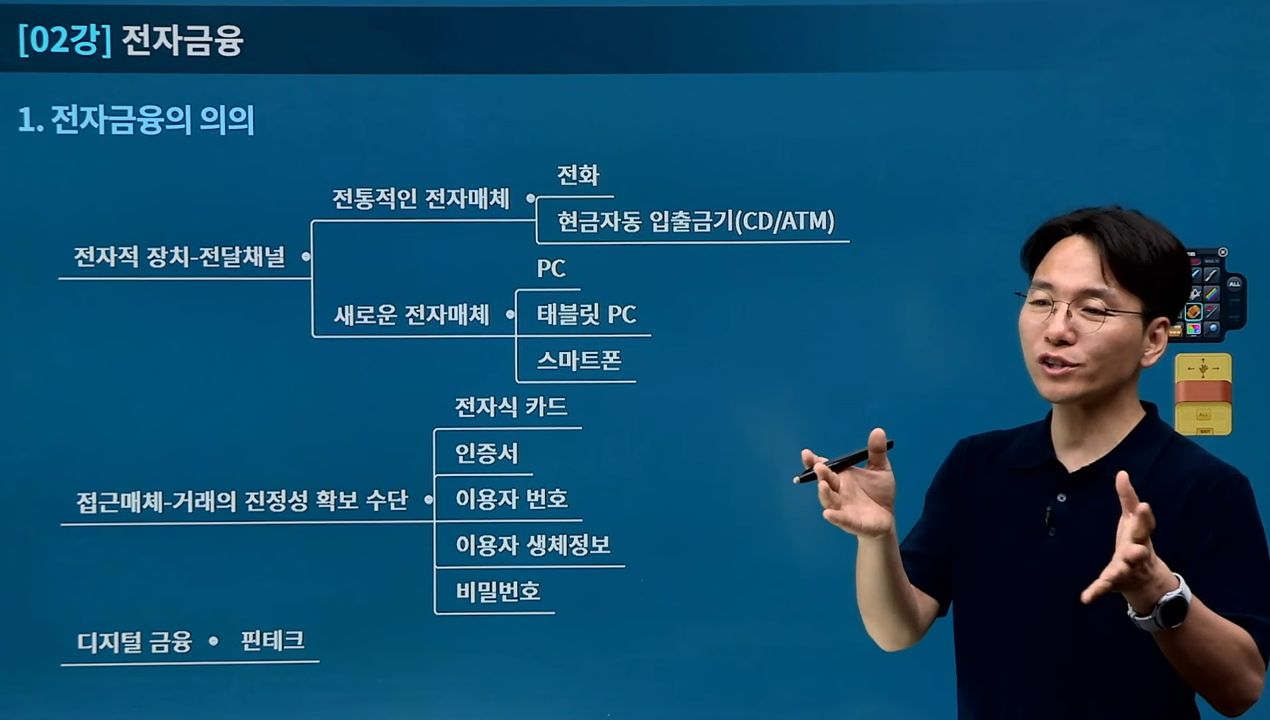 [02강] 전자금융
1. 전자금융의 의의
전자적 장치-전달채널
전통적인 전자매체
전화
현금자동 입출금기(CD/ATM)
새로운 전자매체
PC
태블릿 PC
스마트폰
접근매체-거래의 진정성 확보 수단
전자식 카드
인증서
이용자 번호
이용자 생체정보
비밀번호
디지털 금융
핀테크
ALL
ALL
EXIT